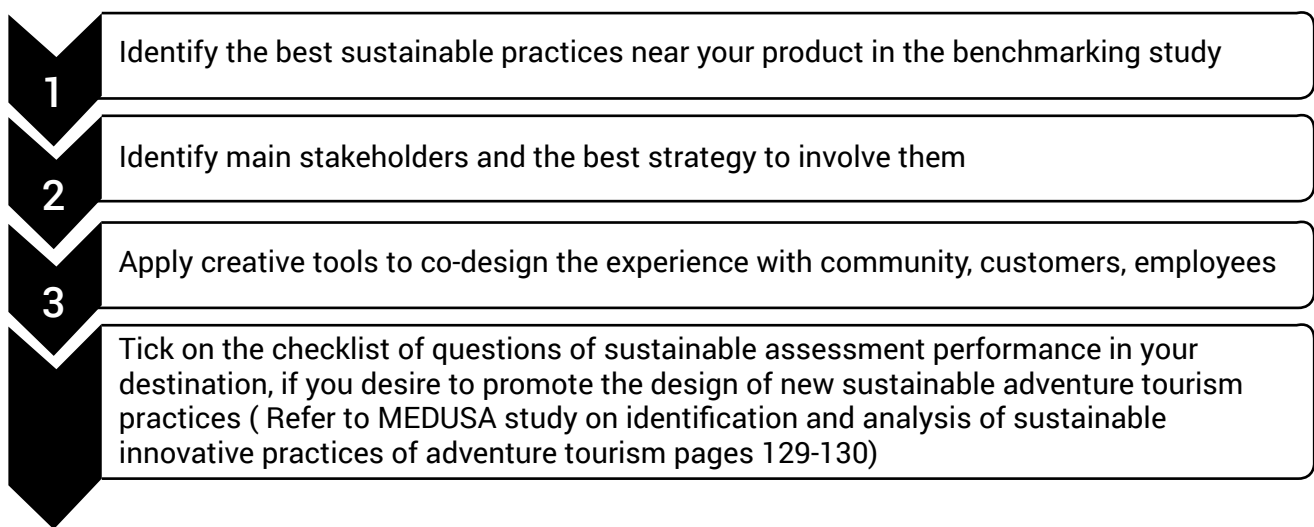 1
Identify the best sustainable practices near your product in the benchmarking study
2
Identify main stakeholders and the best strategy to involve them
3
Apply creative tools to co-design the experience with community, customers, employees
Tick on the checklist of questions of sustainable assessment performance in your
destination, if you desire to promote the design of new sustainable adventure tourism
practices ( Refer to MEDUSA study on identification and analysis of sustainable
innovative practices of adventure tourism pages 129-130)